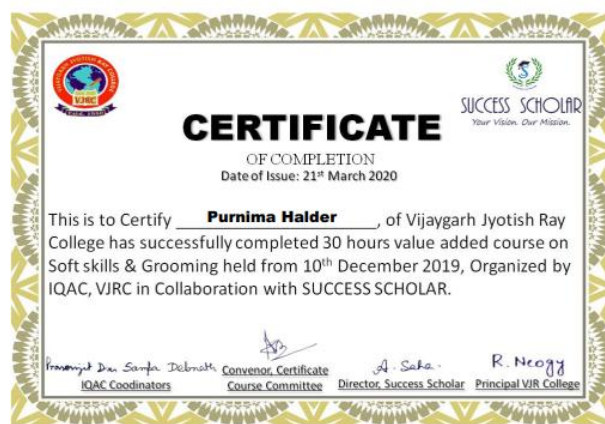 VJRC
SUCCESS SCHOLAR
Your Vision. Our Mission.
CERTIFICATE
OF COMPLETION
Date of Issue: 21st March 2020
This is to Certify Purnima Halder, of Vijaygarh Jyotish Ray
College has successfully completed 30 hours value added course on
Soft skills & Grooming held from 10th December 2019, Organized by
IQAC, VJRC in Collaboration with SUCCESS SCHOLAR.
Sampa Debnath A. Saha. R. Neogy
IQAC Coodinators Convenor, Certificate Director, Success Scholar Principal VJR College
Course Committee